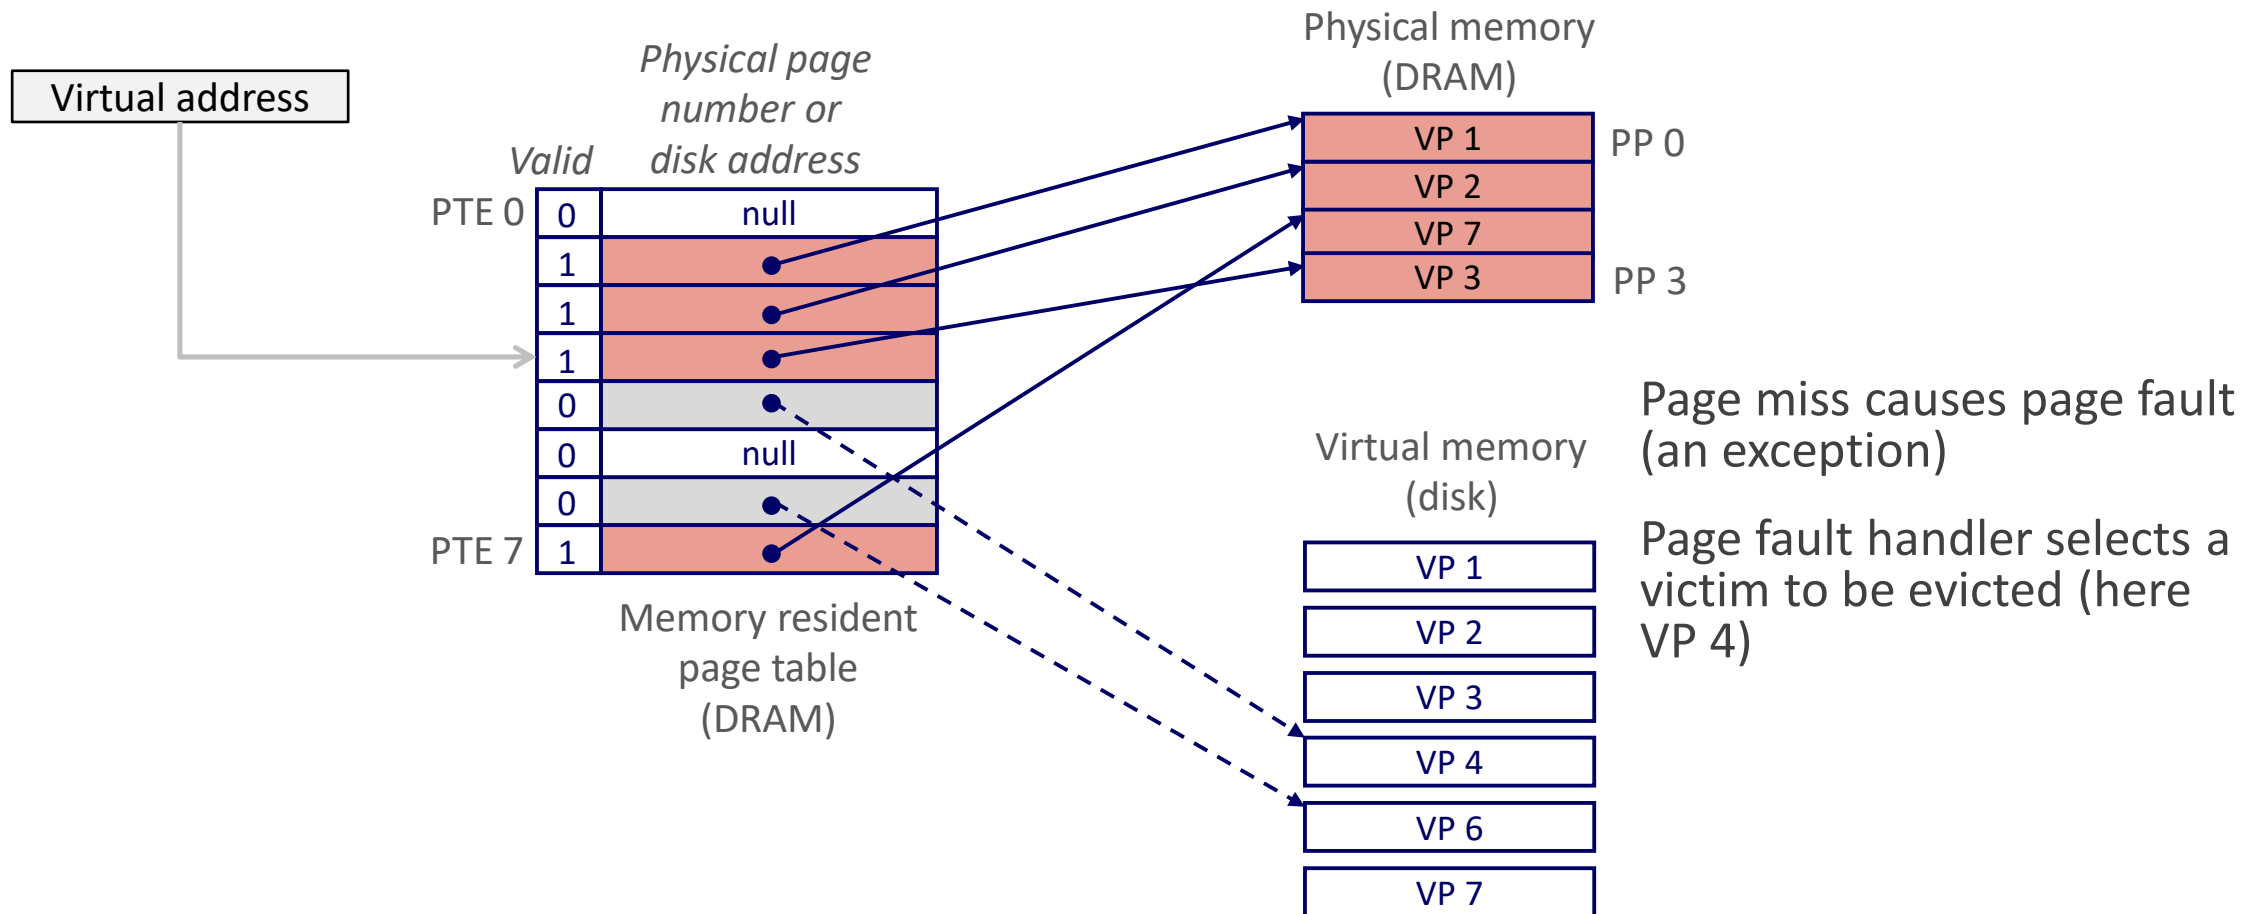 Virtual address
Physical page
number or
disk address
Valid
PTE 0
0
null
1
1
1
0
0
null
0
PTE 7
1
Memory resident
page table
(DRAM)
Physical memory
(DRAM)
VP 1
PP 0
VP 2
VP 7
VP 3
PP 3
Virtual memory
(disk)
VP 1
VP 2
VP 3
VP 4
VP 6
VP 7
Page miss causes page fault
(an exception)
Page fault handler selects a
victim to be evicted (here
VP 4)